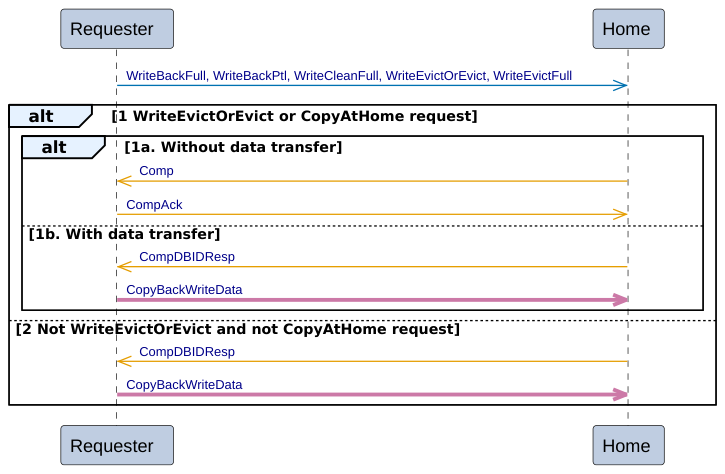 Requester
Home
WriteBackFull, WriteBackPtl, WriteCleanFull, WriteEvictOrEvict, WriteEvictFull
alt
[1 WriteEvictOrEvict or CopyAtHome request]
alt
[1a. Without data transfer]
Comp
CompAck
[1b. With data transfer]
CompDBIDResp
CopyBackWriteData
[2 Not WriteEvictOrEvict and not CopyAtHome request]
CompDBIDResp
CopyBackWriteData
Requester
Home